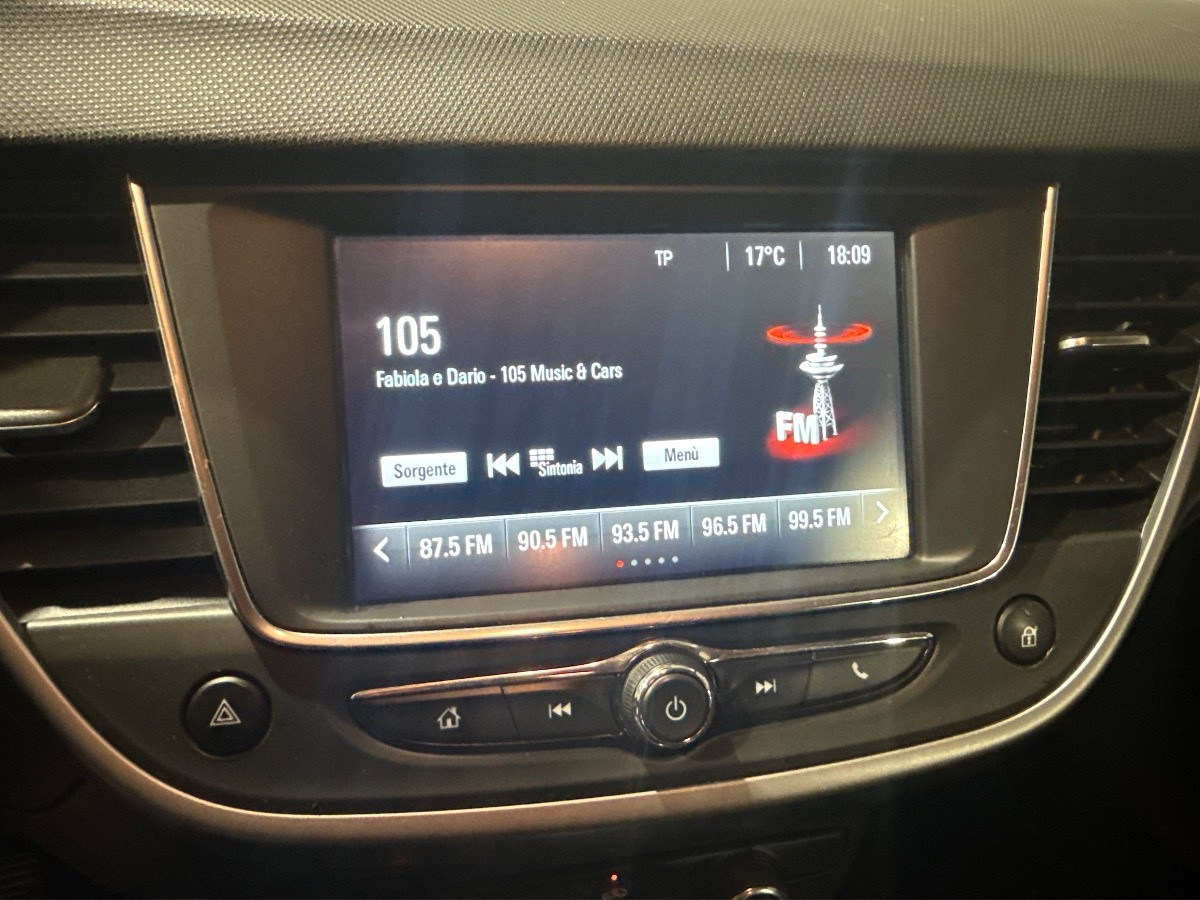 TP 17°C 18:09
105
Fabiola e Dario - 105 Music & Cars
FM
Sorgente Sintonia Menù
87.5 FM 90.5 FM 93.5 FM 96.5 FM 99.5 FM